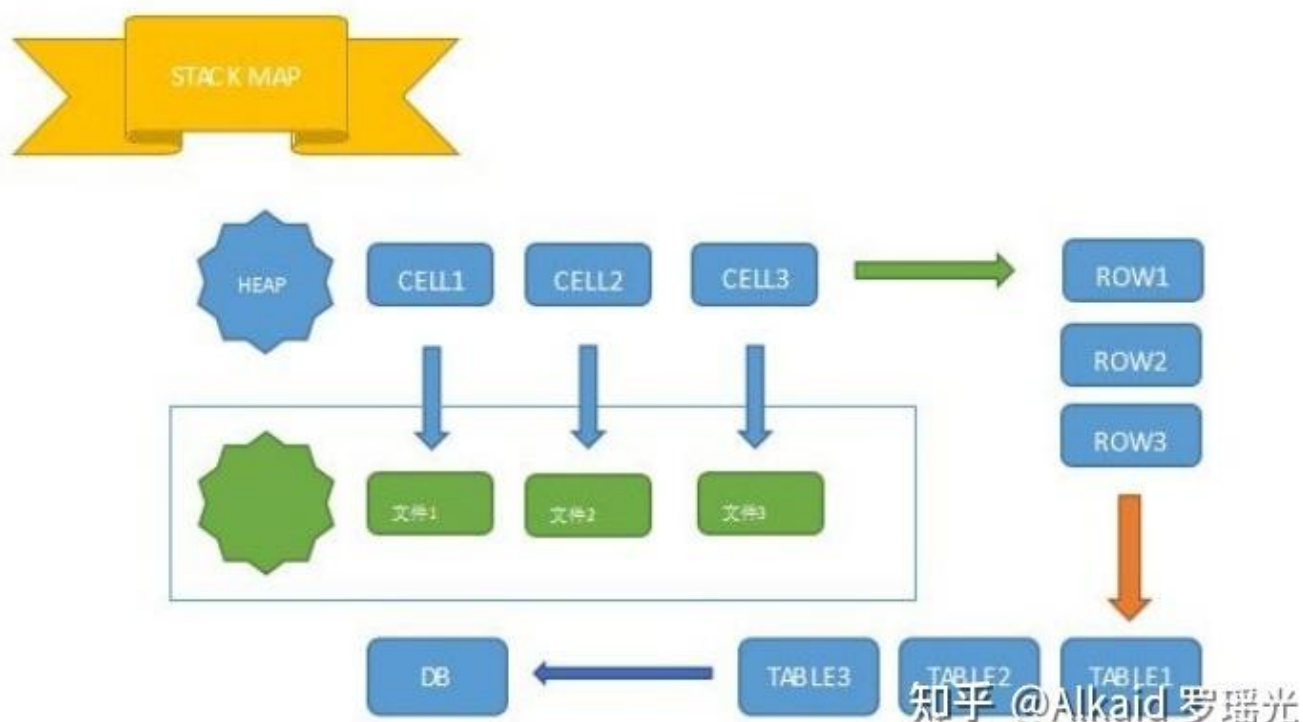 STACK MAP
HEAP
CELL1
CELL2
CELL3
ROW1
ROW2
ROW3
文件1
文件2
文件3
DB
TABLE3
TABLE2
TABLE1
知乎 @Alkaid 罗瑶光